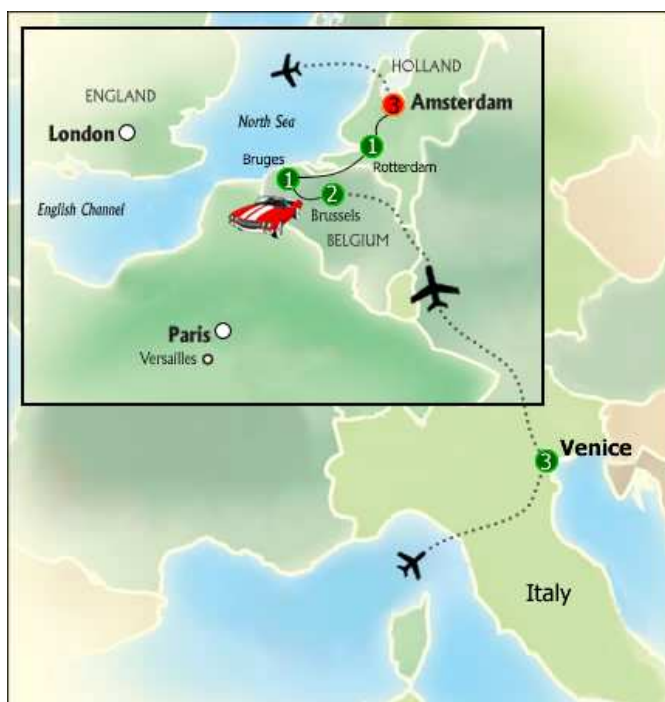 HOLLAND
3
Amsterdam
ENGLAND
North Sea
London
1
Rotterdam
Bruges
1
2
Brussels
English Channel
BELGIUM
Paris
Versailles
Venice
3
Italy